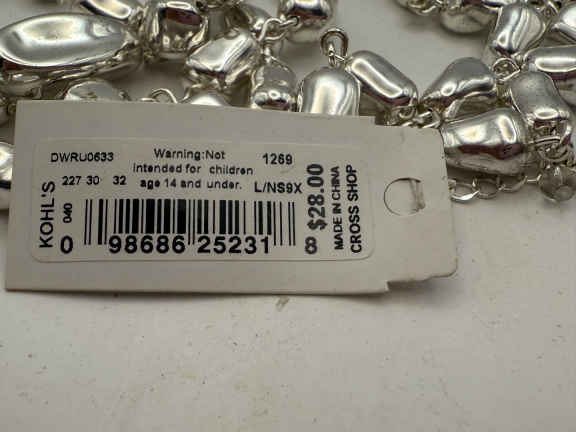 DWRU0633
Warning:Not
intended for children
age 14 and under.
1269
227 30 32
L/NS9X
KOHL'S
040
0 98686 25231 8
$28.00
MADE IN CHINA
CROSS SHOP